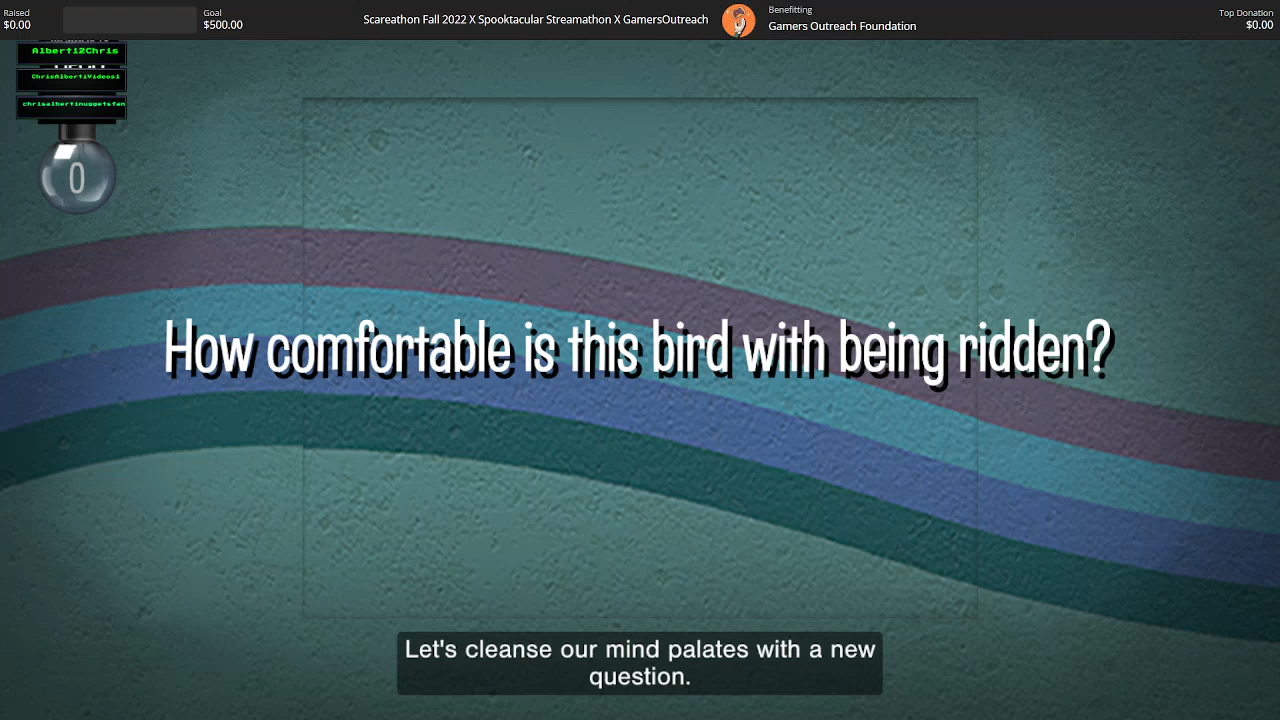 Raised
$0.00
Goal
$500.00
Scareathon Fall 2022 X Spooktacular Streamathon X GamersOutreach
Benefitting
Gamers Outreach Foundation
Top Donation
$0.00
Alberti2Chris
ChrisAlbertiVideos1
chrisalbertinuggetsfan
0
How comfortable is this bird with being ridden?
Let's cleanse our mind palates with a new
question.